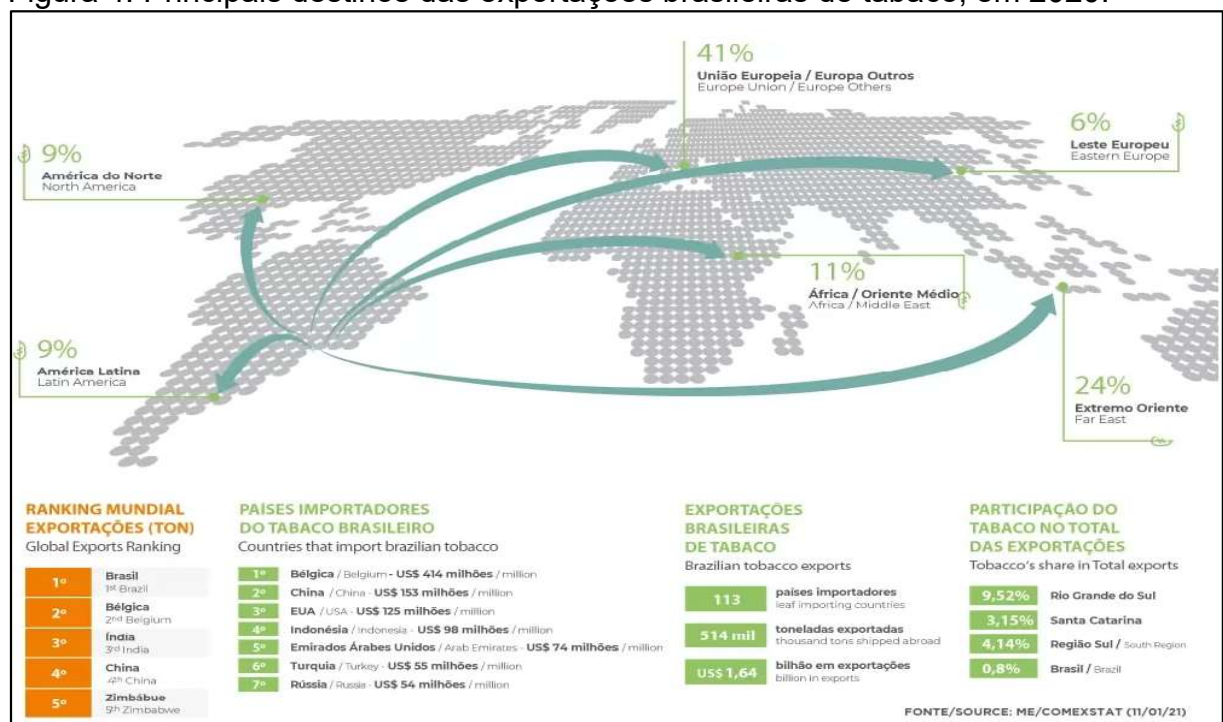 Figura 4: Principais destinos das exportações brasileiras de tabaco, em 2020.
41%
União Europeia / Europa Outros
Europe Union / Europe Others
6%
Leste Europeu
Eastern Europe
9%
América do Norte
North America
11%
África / Oriente Médio
Africa / Middle East
9%
América Latina
Latin America
24%
Extremo Oriente
Far East
RANKING MUNDIAL
EXPORTAÇÕES (TON)
Global Exports Ranking
1º Brasil
1st Brazil
2º Bélgica
2nd Belgium
3º Índia
3rd India
4º China
4th China
5º Zimbábue
5th Zimbabwe
PAÍSES IMPORTADORES
DO TABACO BRASILEIRO
Countries that import brazilian tobacco
1º Bélgica / Belgium - US$ 414 milhões / million
2º China / China - US$ 153 milhões / million
3º EUA / USA - US$ 125 milhões / million
4º Indonésia / Indonesia - US$ 98 milhões / million
5º Emirados Árabes Unidos / Arab Emirates - US$ 74 milhões / million
6º Turquia / Turkey - US$ 55 milhões / million
7º Rússia / Russia - US$ 54 milhões / million
EXPORTAÇÕES
BRASILEIRAS
DE TABACO
Brazilian tobacco exports
113 países importadores
leaf importing countries
514 mil toneladas exportadas
thousand tons shipped abroad
US$ 1,64 bilhão em exportações
billion in exports
PARTICIPAÇÃO DO
TABACO NO TOTAL
DAS EXPORTAÇÕES
Tobacco's share in Total exports
9,52% Rio Grande do Sul
3,15% Santa Catarina
4,14% Região Sul / South Region
0,8% Brasil / Brazil
FONTE/SOURCE: ME/COMEXSTAT (11/01/21)